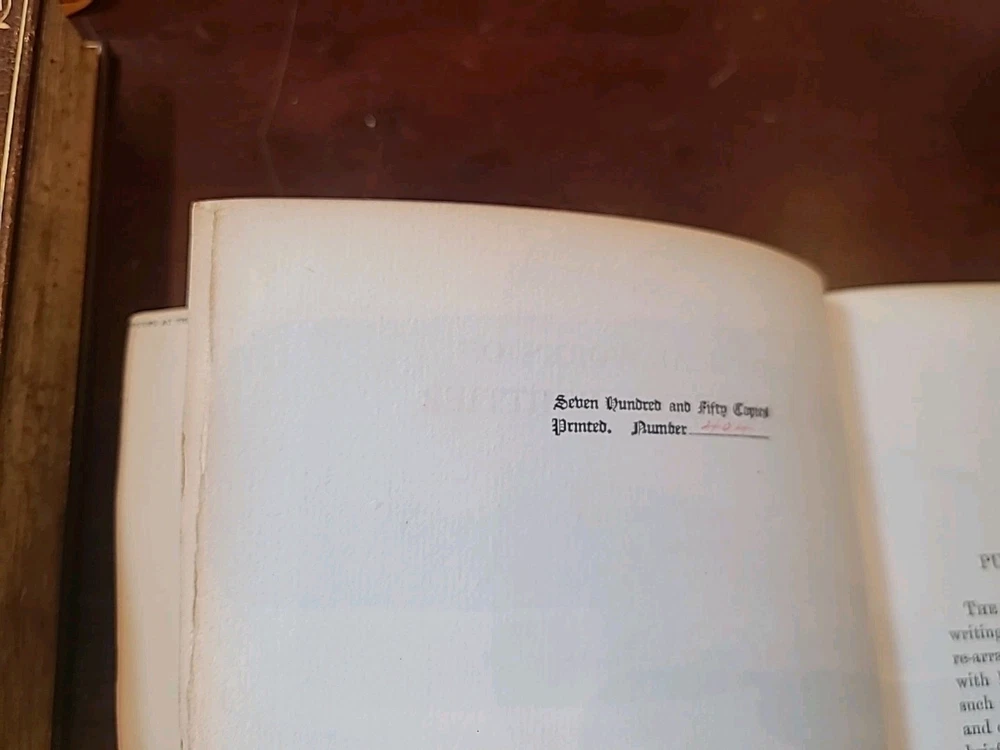 Seven Hundred and Fifty Copies
Printed. Number
PU
THE
writing
re-arra
with
such
and